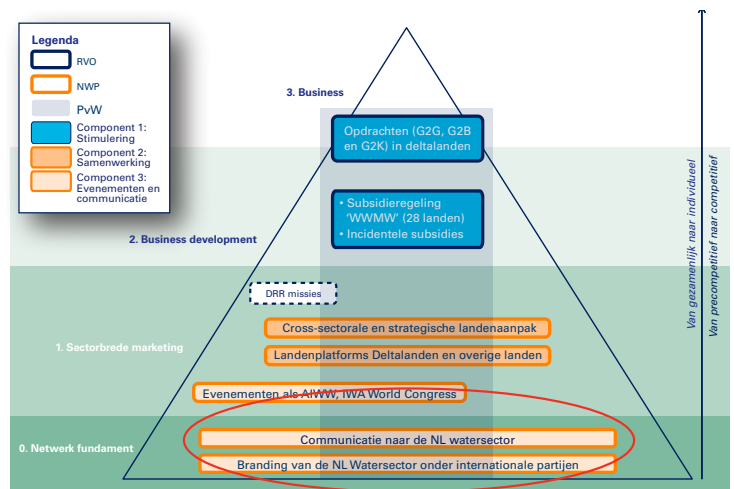 Legenda
RVO
NWP
PvW
Component 1:
Stimulering
Component 2:
Samenwerking
Component 3:
Evenementen en
communicatie
3. Business
Opdrachten (G2G, G2B
en G2K) in deltalanden
• Subsidieregeling
'WWMW' (28 landen)
• Incidentele subsidies
2. Business development
DRR missies
Cross-sectorale en strategische landenaanpak
1. Sectorbrede marketing
Landenplatforms Deltalanden en overige landen
Evenementen als AIWW, IWA World Congress
0. Netwerk fundament
Communicatie naar de NL watersector
Branding van de NL Watersector onder internationale partijen
Van gezamenlijk naar individueel
Van precompetitief naar competitief